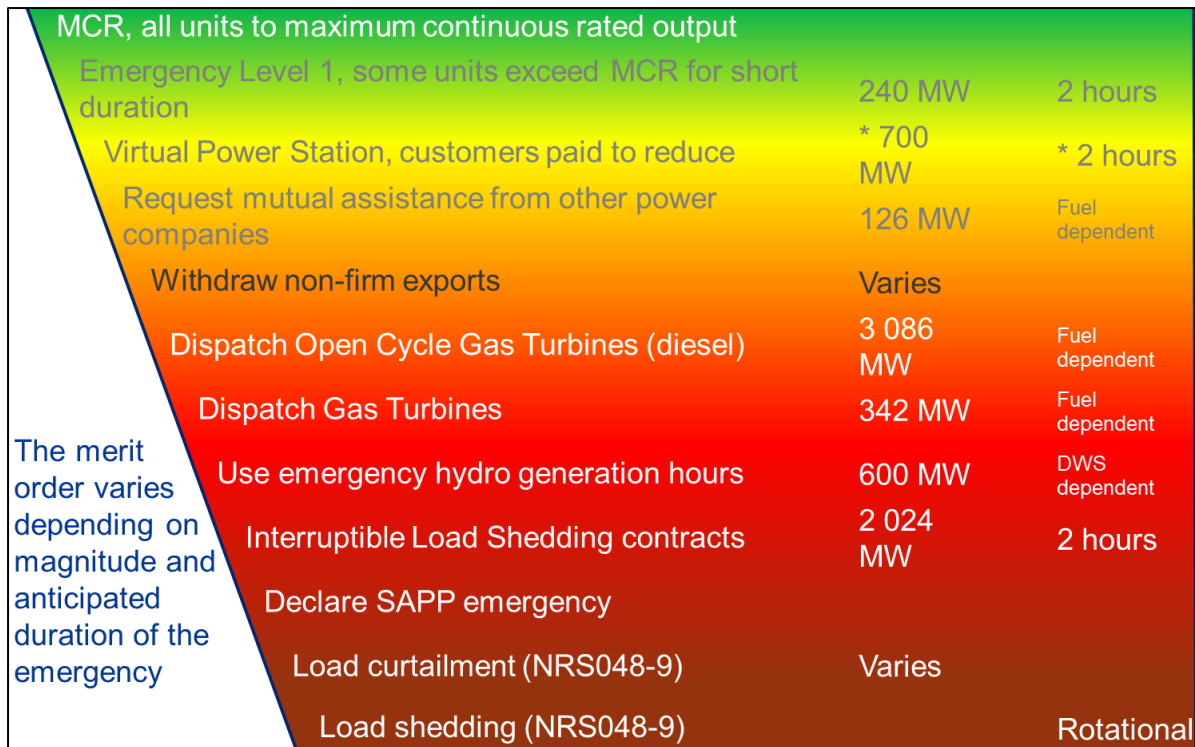 MCR, all units to maximum continuous rated output
Emergency Level 1, some units exceed MCR for short
duration
240 MW
2 hours
Virtual Power Station, customers paid to reduce
* 700
MW
* 2 hours
Request mutual assistance from other power
companies
126 MW
Fuel
dependent
Withdraw non-firm exports
Varies
Dispatch Open Cycle Gas Turbines (diesel)
3 086
MW
Fuel
dependent
Dispatch Gas Turbines
342 MW
Fuel
dependent
Use emergency hydro generation hours
600 MW
DWS
dependent
Interruptible Load Shedding contracts
2 024
MW
2 hours
Declare SAPP emergency
Load curtailment (NRS048-9)
Varies
Load shedding (NRS048-9)
Rotational
The merit
order varies
depending on
magnitude and
anticipated
duration of the
emergency